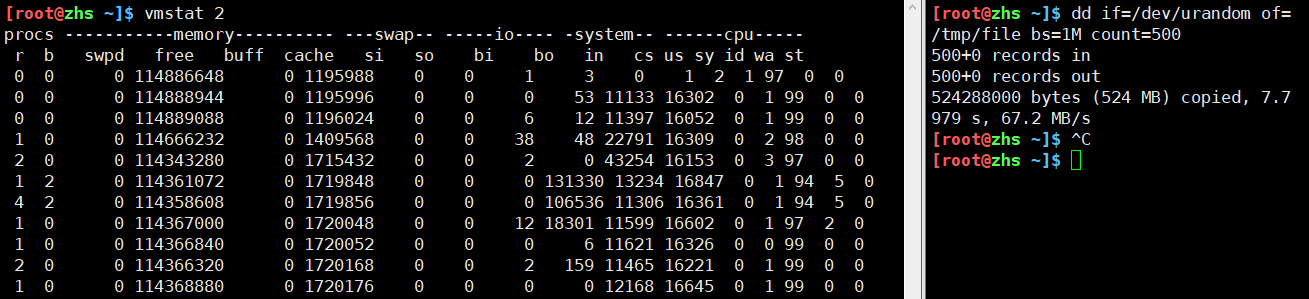 [root@zhs ~]$ vmstat 2
procs -----------memory---------- ---swap-- -----io---- -system-- ------cpu-----
 r  b   swpd   free   buff  cache   si   so    bi    bo   in   cs us sy id wa st
 0  0      0 114886648      0 1195988    0    0     1     3    0    1  2  1 97  0  0
 0  0      0 114888944      0 1195996    0    0     0    53 11133 16302  0  1 99  0  0
 0  0      0 114889088      0 1196024    0    0     6    12 11397 16052  0  1 99  0  0
 1  0      0 114666232      0 1409568    0    0    38    48 22791 16309  0  2 98  0  0
 2  0      0 114343280      0 1715432    0    0     2     0 43254 16153  0  3 97  0  0
 1  2      0 114361072      0 1719848    0    0     0 131330 13234 16847  0  1 94  5  0
 4  2      0 114358608      0 1719856    0    0     0 106536 11306 16361  0  1 94  5  0
 1  0      0 114367000      0 1720048    0    0    12 18301 11599 16602  0  1 97  2  0
 1  0      0 114366840      0 1720052    0    0     0     6 11621 16326  0  0 99  0  0
 2  0      0 114366320      0 1720168    0    0     2   159 11465 16221  0  1 99  0  0
 1  0      0 114368880      0 1720176    0    0     0     0 12168 16645  0  1 99  0  0
[root@zhs ~]$ dd if=/dev/urandom of=
/tmp/file bs=1M count=500
500+0 records in
500+0 records out
524288000 bytes (524 MB) copied, 7.7
979 s, 67.2 MB/s
[root@zhs ~]$ ^C
[root@zhs ~]$